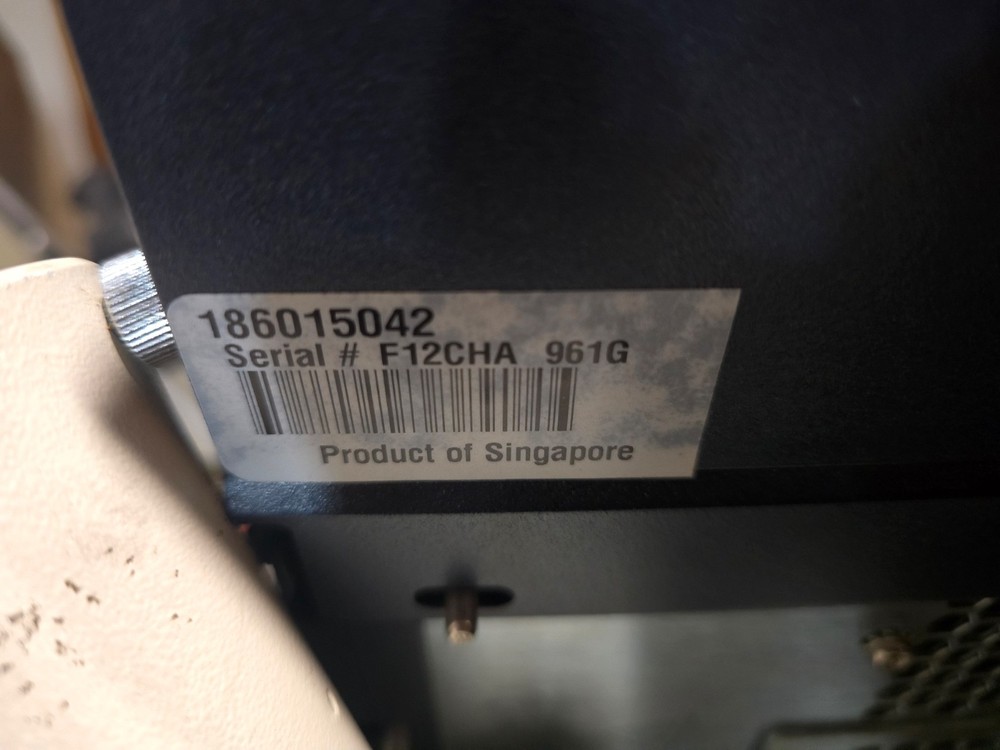 186015042
Serial # F12CHA 961G
Product of Singapore